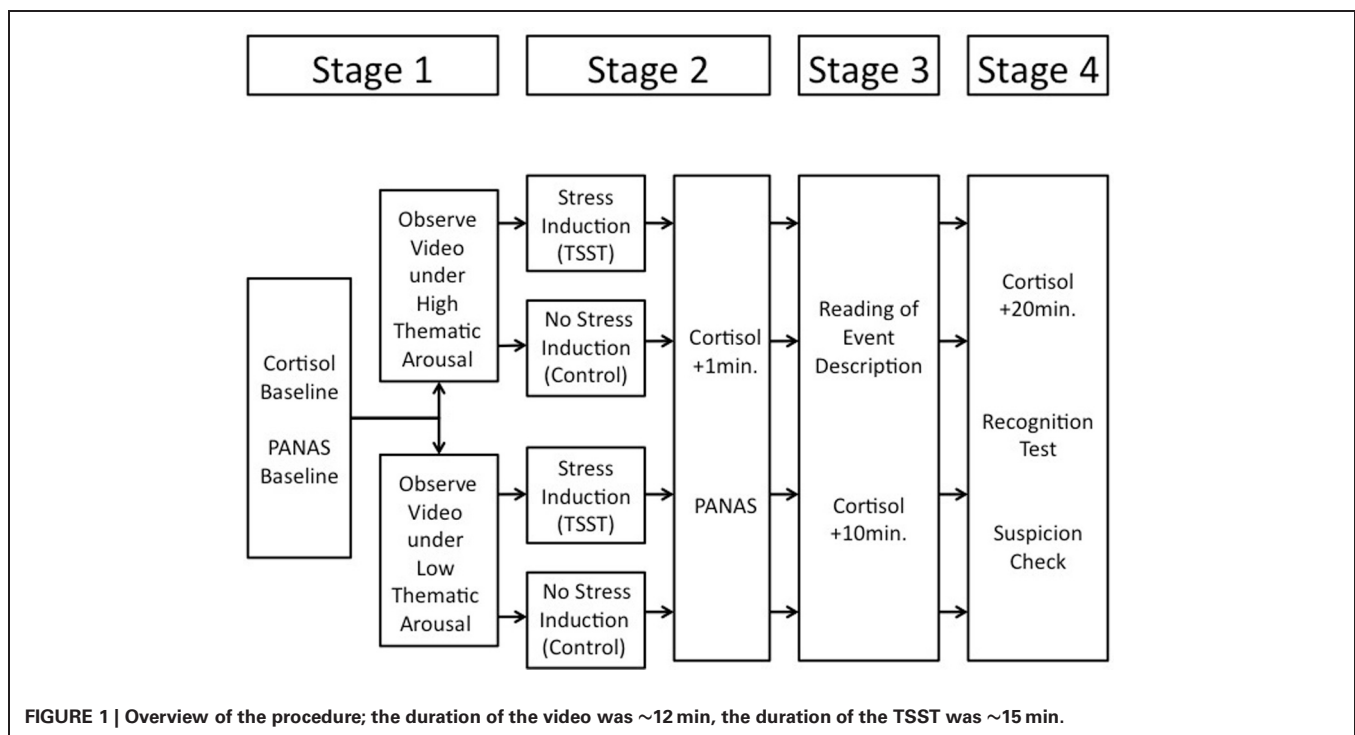 Stage 1
Stage 2
Stage 3
Stage 4
Cortisol
Baseline
PANAS
Baseline
Observe
Video
under
High
Thematic
Arousal
Observe
Video
under
Low
Thematic
Arousal
Stress
Induction
(TSST)
No Stress
Induction
(Control)
Stress
Induction
(TSST)
No Stress
Induction
(Control)
Cortisol
+1min.
PANAS
Reading of
Event
Description
Cortisol
+10min.
Cortisol
+20min.
Recognition
Test
Suspicion
Check
FIGURE 1 | Overview of the procedure; the duration of the video was ~12 min, the duration of the TSST was ~15 min.